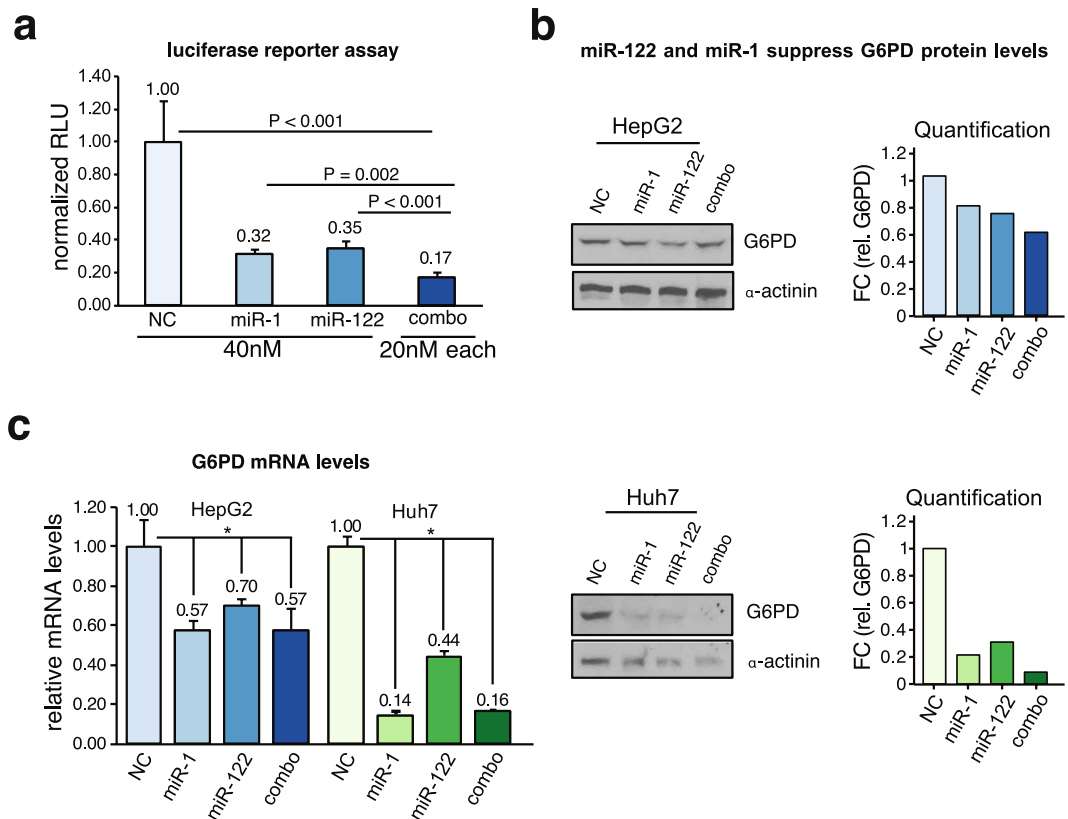 a
luciferase reporter assay
normalized RLU
1.40
1.20
1.00
0.80
0.60
0.40
0.20
0.00
1.00
0.32
0.35
0.17
P < 0.001
P = 0.002
P < 0.001
NC
miR-1
miR-122
combo
40nM
20nM each
b
miR-122 and miR-1 suppress G6PD protein levels
HepG2
NC
miR-1
miR-122
combo
G6PD
α-actinin
Quantification
FC (rel. G6PD)
1.2
1
0.8
0.6
0.4
0.2
0
NC
miR-1
miR-122
combo
Huh7
NC
miR-1
miR-122
combo
G6PD
α-actinin
Quantification
FC (rel. G6PD)
1.2
1
0.8
0.6
0.4
0.2
0
NC
miR-1
miR-122
combo
c
G6PD mRNA levels
relative mRNA levels
1.20
1.00
0.80
0.60
0.40
0.20
0.00
HepG2
*
1.00
0.57
0.70
0.57
NC
miR-1
miR-122
combo
Huh7
*
1.00
0.14
0.44
0.16
NC
miR-1
miR-122
combo